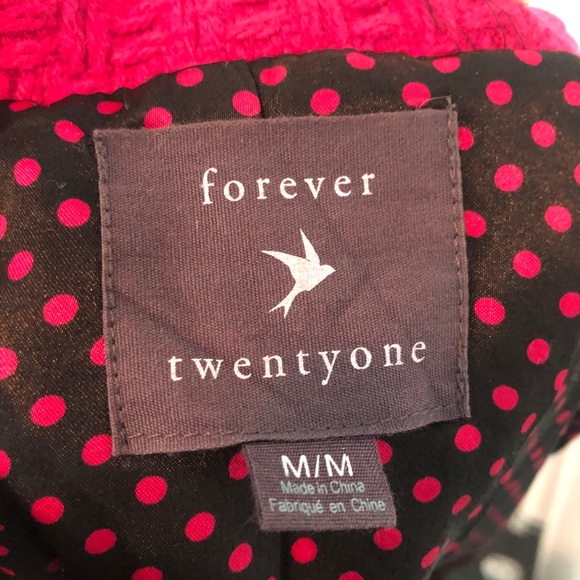 forever
twentyone
M/M
Made in China
Fabriqué en Chine